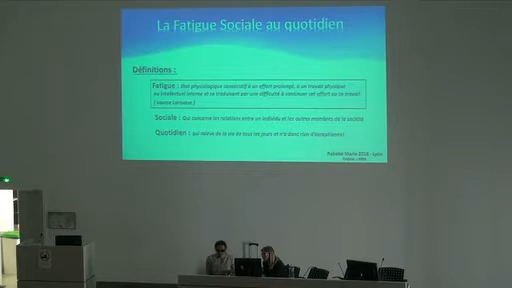 La Fatigue Sociale au quotidien
Définitions :
Fatigue : État physiologique consécutif à un effort prolongé, à un travail physique
ou intellectuel intense et se traduisant par une difficulté à continuer cet effort ou ce travail.
( source Larousse )
Sociale : Qui concerne les relations entre un individu et les autres membres de la société
Quotidien : qui relève de la vie de tous les jours et n'a donc rien d'exceptionnel
2018 - Lyon